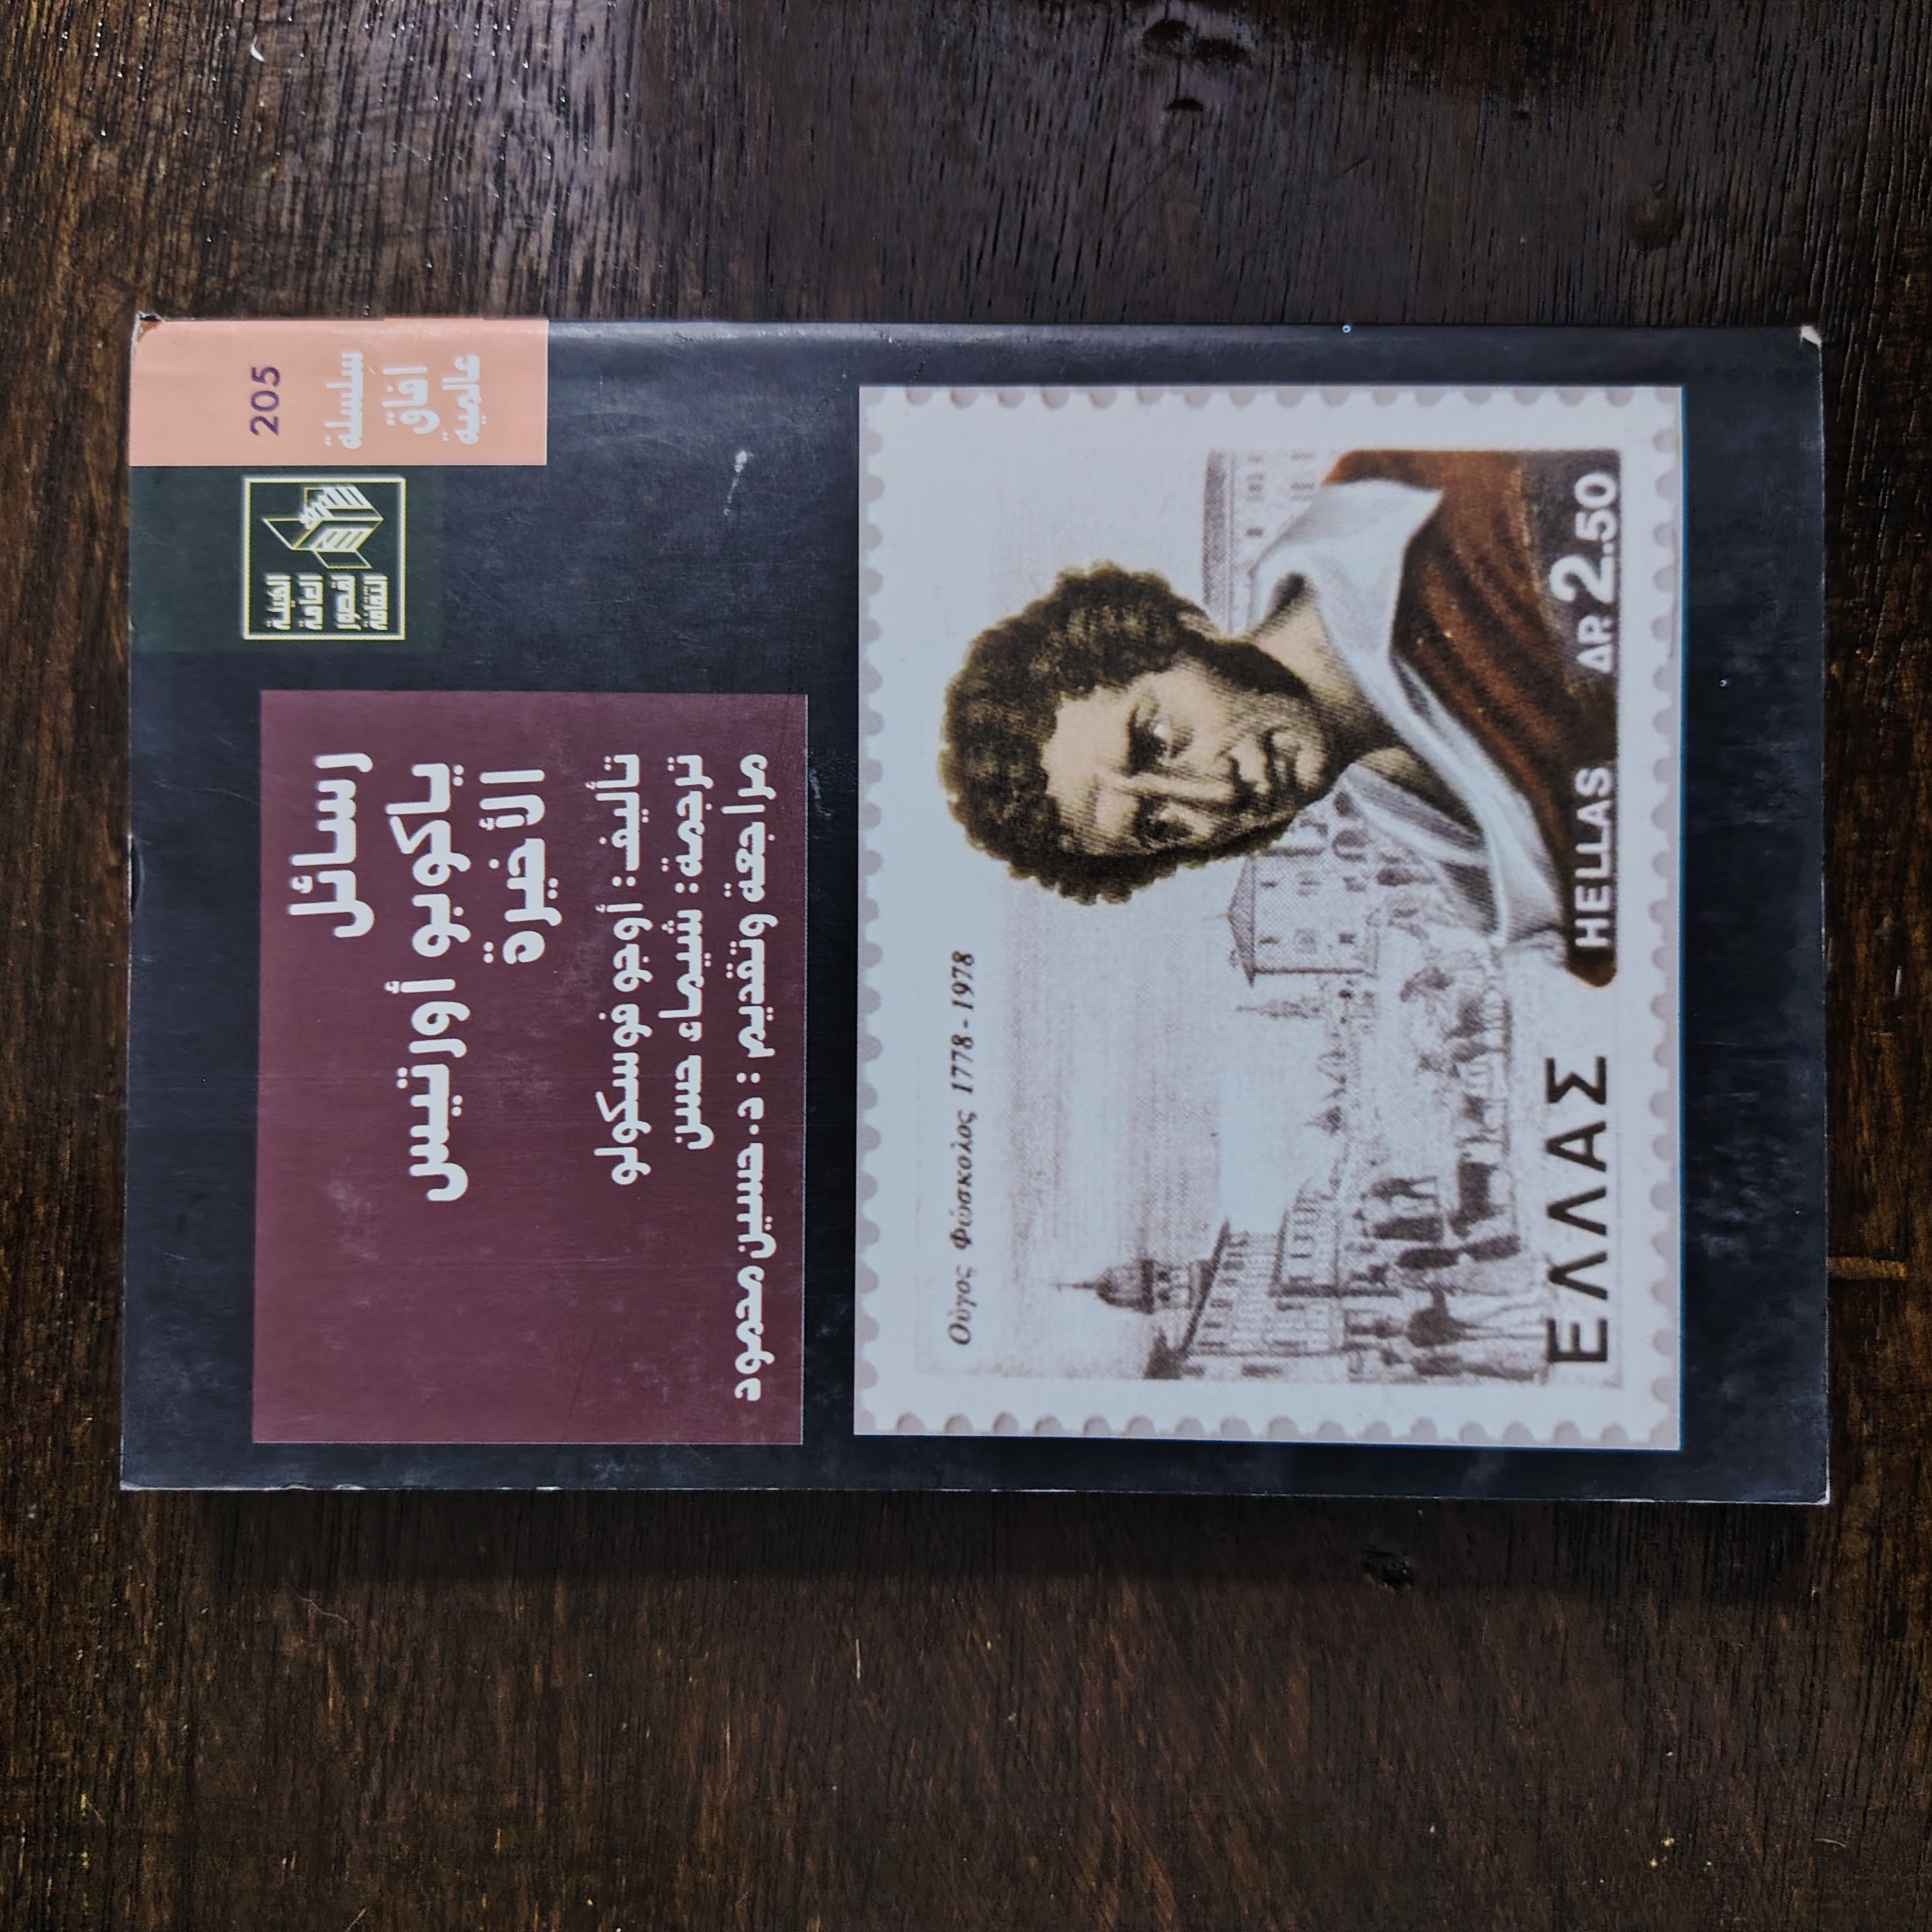 205
سلسلة
افاق
عالمية
الهيئة
العامة
لقصور
الثقافة
رسائل
ياكوبو أورتيس
الأخيرة
تأليف: أوجو فوسكولو
ترجمة: شيماء حسن
مراجعة وتقديم : د. حسين محمود
Ούγος Φώσκολος 1778 - 1978
ΕΛΛΑΣ
HELLAS ΔΡ. 2.50